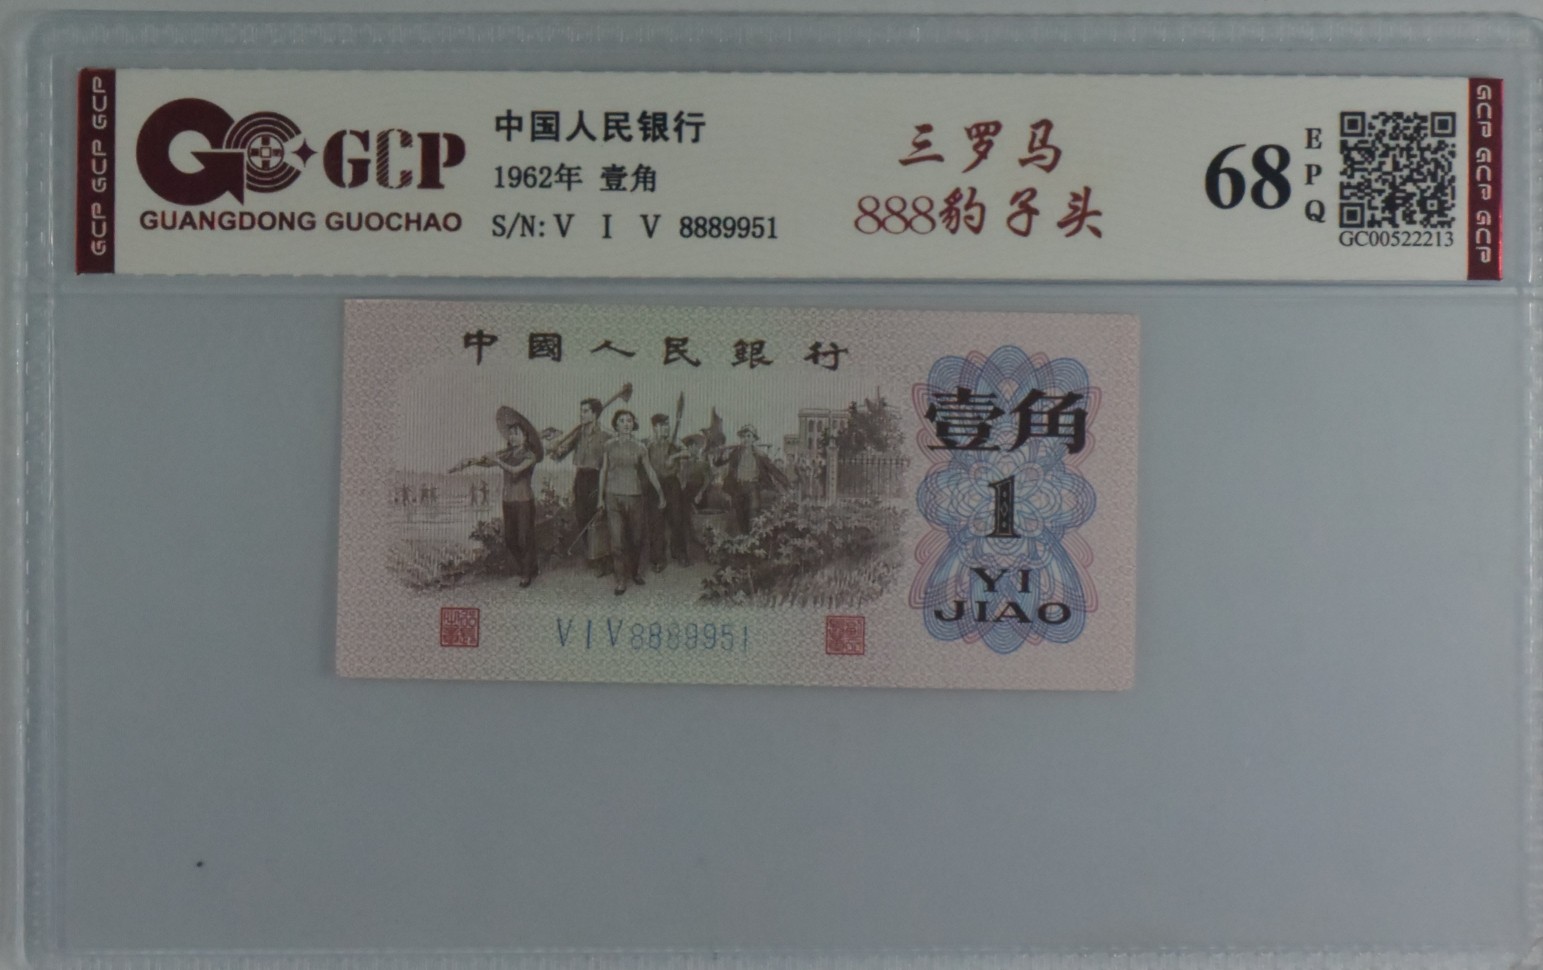 GCP GCP GCP
GCP
GUANGDONG GUOCHAO
中国人民银行
1962年 壹角
S/N: V I V 8889951
三罗马
888豹子头
68
EPQ
GC00522213
GCP GCP GCP
中國人民銀行
壹角
1
YI
JIAO
V I V 8889951